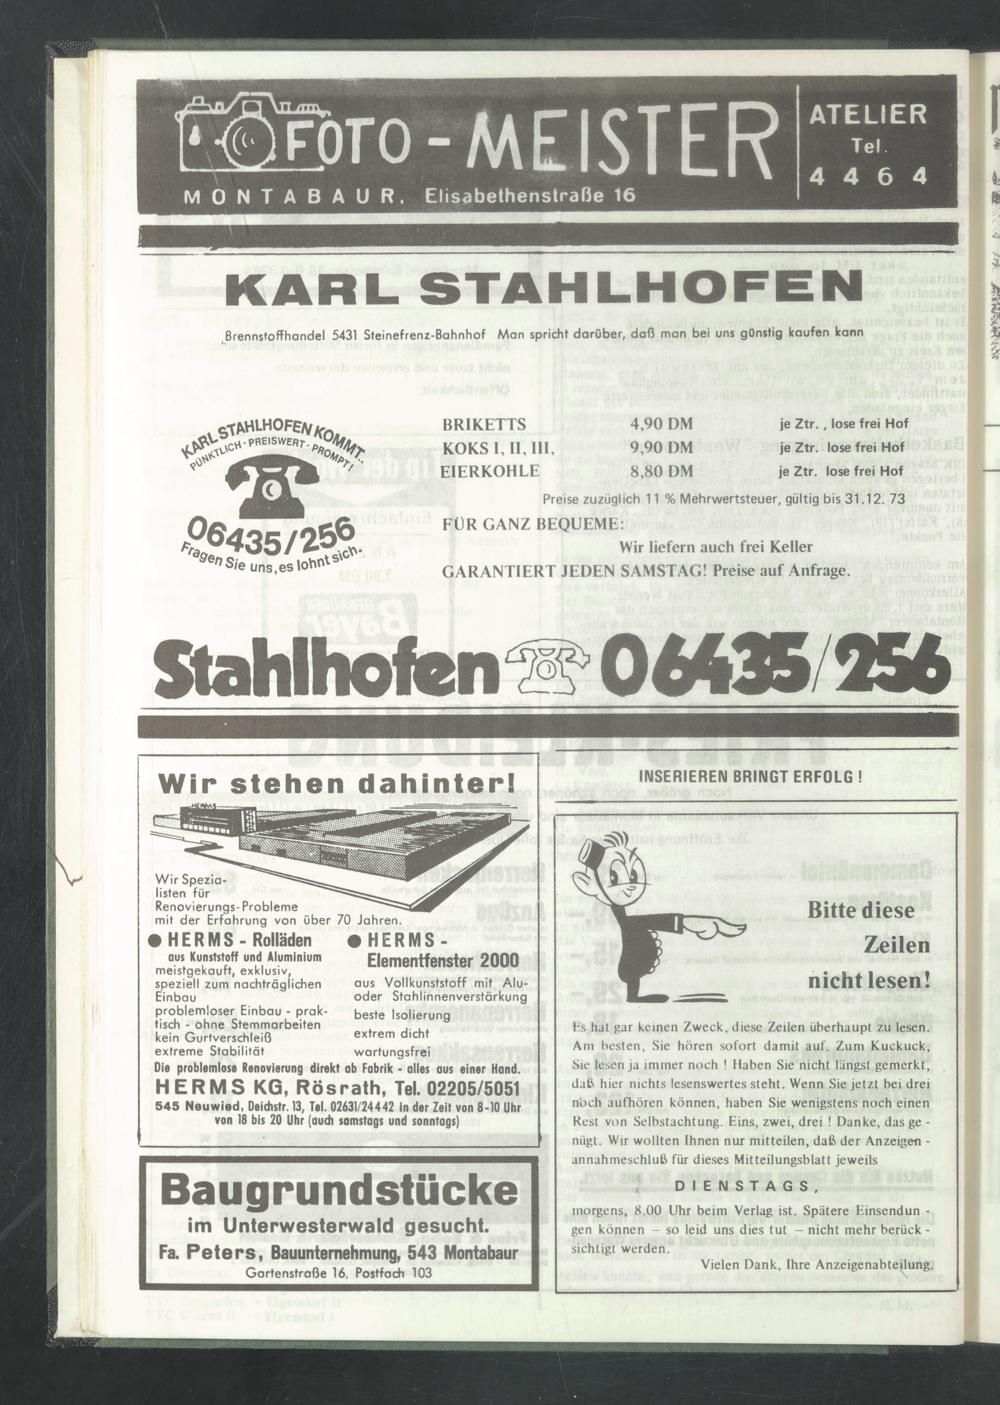 FOTO - MEISTER
ATELIER
Tel.
4 4 6 4
MONTABAUR, Elisabethenstraße 16
KARL STAHLHOFEN
Brennstoffhandel 5431 Steinefrenz-Bahnhof Man spricht darüber, daß man bei uns günstig kaufen kann
KARL STAHLHOFEN KOMMT..
PÜNKTLICH · PREISWERT · PROMPT!
06435/256
Fragen Sie uns, es lohnt sich.
BRIKETTS 4,90 DM je Ztr. , lose frei Hof
KOKS I, II, III, 9,90 DM je Ztr. lose frei Hof
EIERKOHLE 8,80 DM je Ztr. lose frei Hof
Preise zuzüglich 11 % Mehrwertsteuer, gültig bis 31.12. 73
FÜR GANZ BEQUEME:
Wir liefern auch frei Keller
GARANTIERT JEDEN SAMSTAG! Preise auf Anfrage.
Stahlhofen 06435/256
Wir stehen dahinter!
HERMS
Wir Spezia-
listen für
Renovierungs-Probleme
mit der Erfahrung von über 70 Jahren.
● HERMS - Rolläden
aus Kunststoff und Aluminium
meistgekauft, exklusiv,
speziell zum nachträglichen
Einbau
problemloser Einbau - prak-
tisch - ohne Stemmarbeiten
kein Gurtverschleiß
extreme Stabilität
● HERMS -
Elementfenster 2000
aus Vollkunststoff mit Alu-
oder Stahlinnenverstärkung
beste Isolierung
extrem dicht
wartungsfrei
Die problemlose Renovierung direkt ab Fabrik - alles aus einer Hand.
HERMS KG, Rösrath, Tel. 02205/5051
545 Neuwied, Deichstr. 13, Tel. 02631/24442 in der Zeit von 8-10 Uhr
von 18 bis 20 Uhr (auch samstags und sonntags)
Baugrundstücke
im Unterwesterwald gesucht.
Fa. Peters, Bauunternehmung, 543 Montabaur
Gartenstraße 16, Postfach 103
INSERIEREN BRINGT ERFOLG !
Bitte diese
Zeilen
nicht lesen!
Es hat gar keinen Zweck, diese Zeilen überhaupt zu lesen.
Am besten, Sie hören sofort damit auf. Zum Kuckuck,
Sie lesen ja immer noch ! Haben Sie nicht längst gemerkt,
daß hier nichts lesenswertes steht. Wenn Sie jetzt bei drei
noch aufhören können, haben Sie wenigstens noch einen
Rest von Selbstachtung. Eins, zwei, drei ! Danke, das ge -
nügt. Wir wollten Ihnen nur mitteilen, daß der Anzeigen -
annahmeschluß für dieses Mitteilungsblatt jeweils
DIENSTAGS,
morgens, 8.00 Uhr beim Verlag ist. Spätere Einsendun -
gen können – so leid uns dies tut – nicht mehr berück -
sichtigt werden.
Vielen Dank, Ihre Anzeigenabteilung.